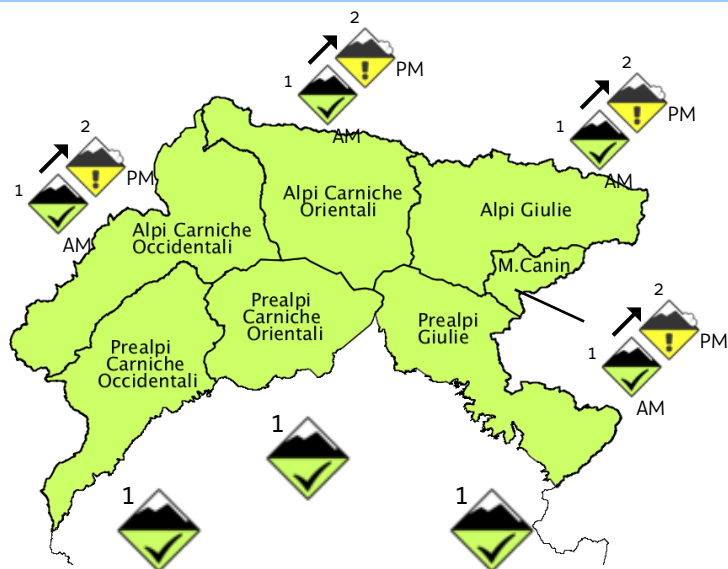 2
1
PM
AM
2
1
PM
AM
2
1
PM
AM
Alpi Carniche
Orientali
Alpi Giulie
Alpi Carniche
Occidentali
M.Canin
Prealpi
Carniche
Orientali
Prealpi
Giulie
Prealpi
Carniche
Occidentali
2
1
PM
AM
1
1
1